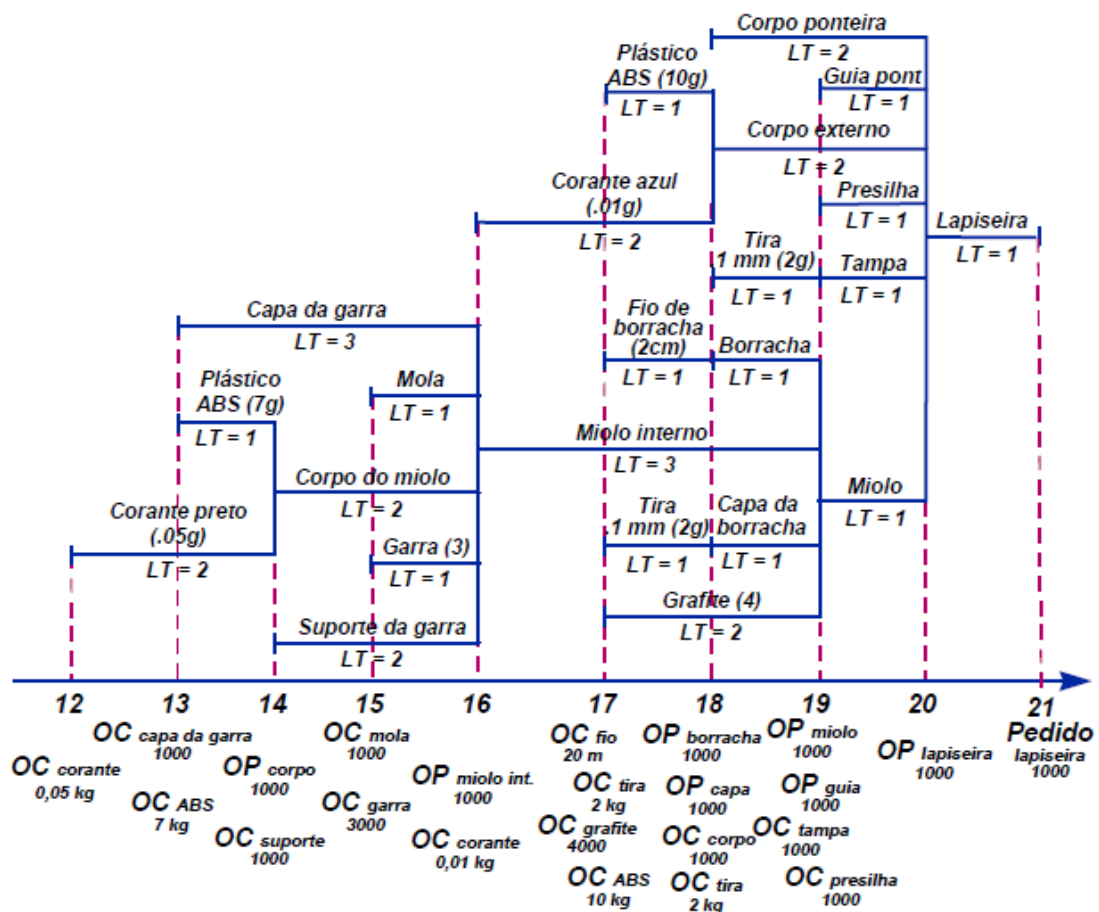 Corpo ponteira
LT = 2
Plástico
ABS (10g)
LT = 1
Guia pont
LT = 1
Corpo externo
LT = 2
Corante azul
(.01g)
LT = 2
Presilha
LT = 1
Lapiseira
LT = 1
Tira
.1 mm (2g)
LT = 1
Tampa
LT = 1
Capa da garra
LT = 3
Fio de
borracha
(2cm)
LT = 1
Borracha
LT = 1
Plástico
ABS (7g)
LT = 1
Mola
LT = 1
Miolo interno
LT = 3
Corpo do miolo
LT = 2
Miolo
LT = 1
Corante preto
(.05g)
LT = 2
Tira
.1 mm (2g)
LT = 1
Capa da
borracha
LT = 1
Garra (3)
LT = 1
Grafite (4)
LT = 2
Suporte da garra
LT = 2
12 13 14 15 16 17 18 19 20 21
OC corante
0,05 kg
OC capa da garra
1000
OC ABS
7 kg
OP corpo
1000
OC suporte
1000
OC mola
1000
OC garra
3000
OP miolo int.
1000
OC corante
0,01 kg
OC fio
20 m
OC tira
2 kg
OC grafite
4000
OC ABS
10 kg
OP borracha
1000
OP capa
1000
OC corpo
1000
OC tira
2 kg
OP miolo
1000
OP guia
1000
OC tampa
1000
OC presilha
1000
OP lapiseira
1000
Pedido
lapiseira
1000